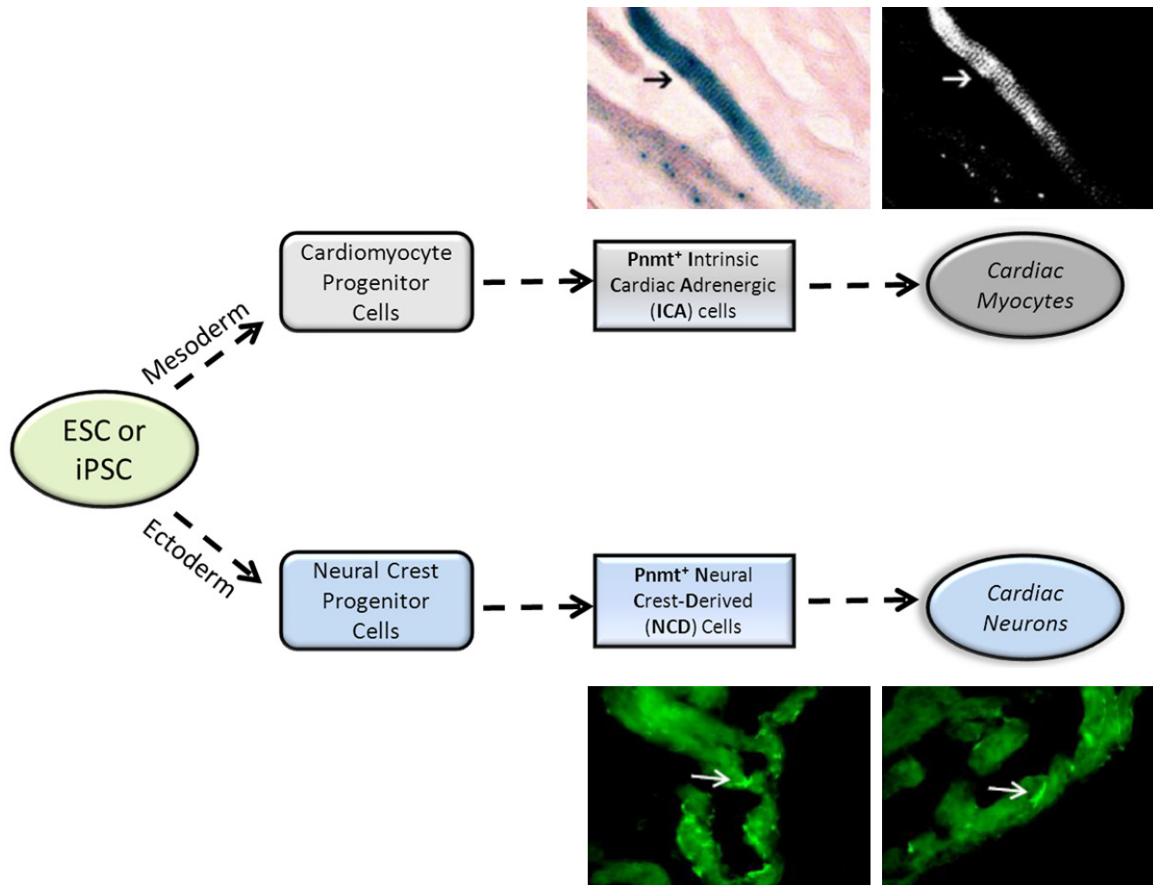 Cardiomyocyte
Progenitor
Cells
Pnmt⁺ Intrinsic
Cardiac Adrenergic
(ICA) cells
Cardiac
Myocytes
Mesoderm
ESC or
iPSC
Ectoderm
Neural Crest
Progenitor
Cells
Pnmt⁺ Neural
Crest-Derived
(NCD) Cells
Cardiac
Neurons